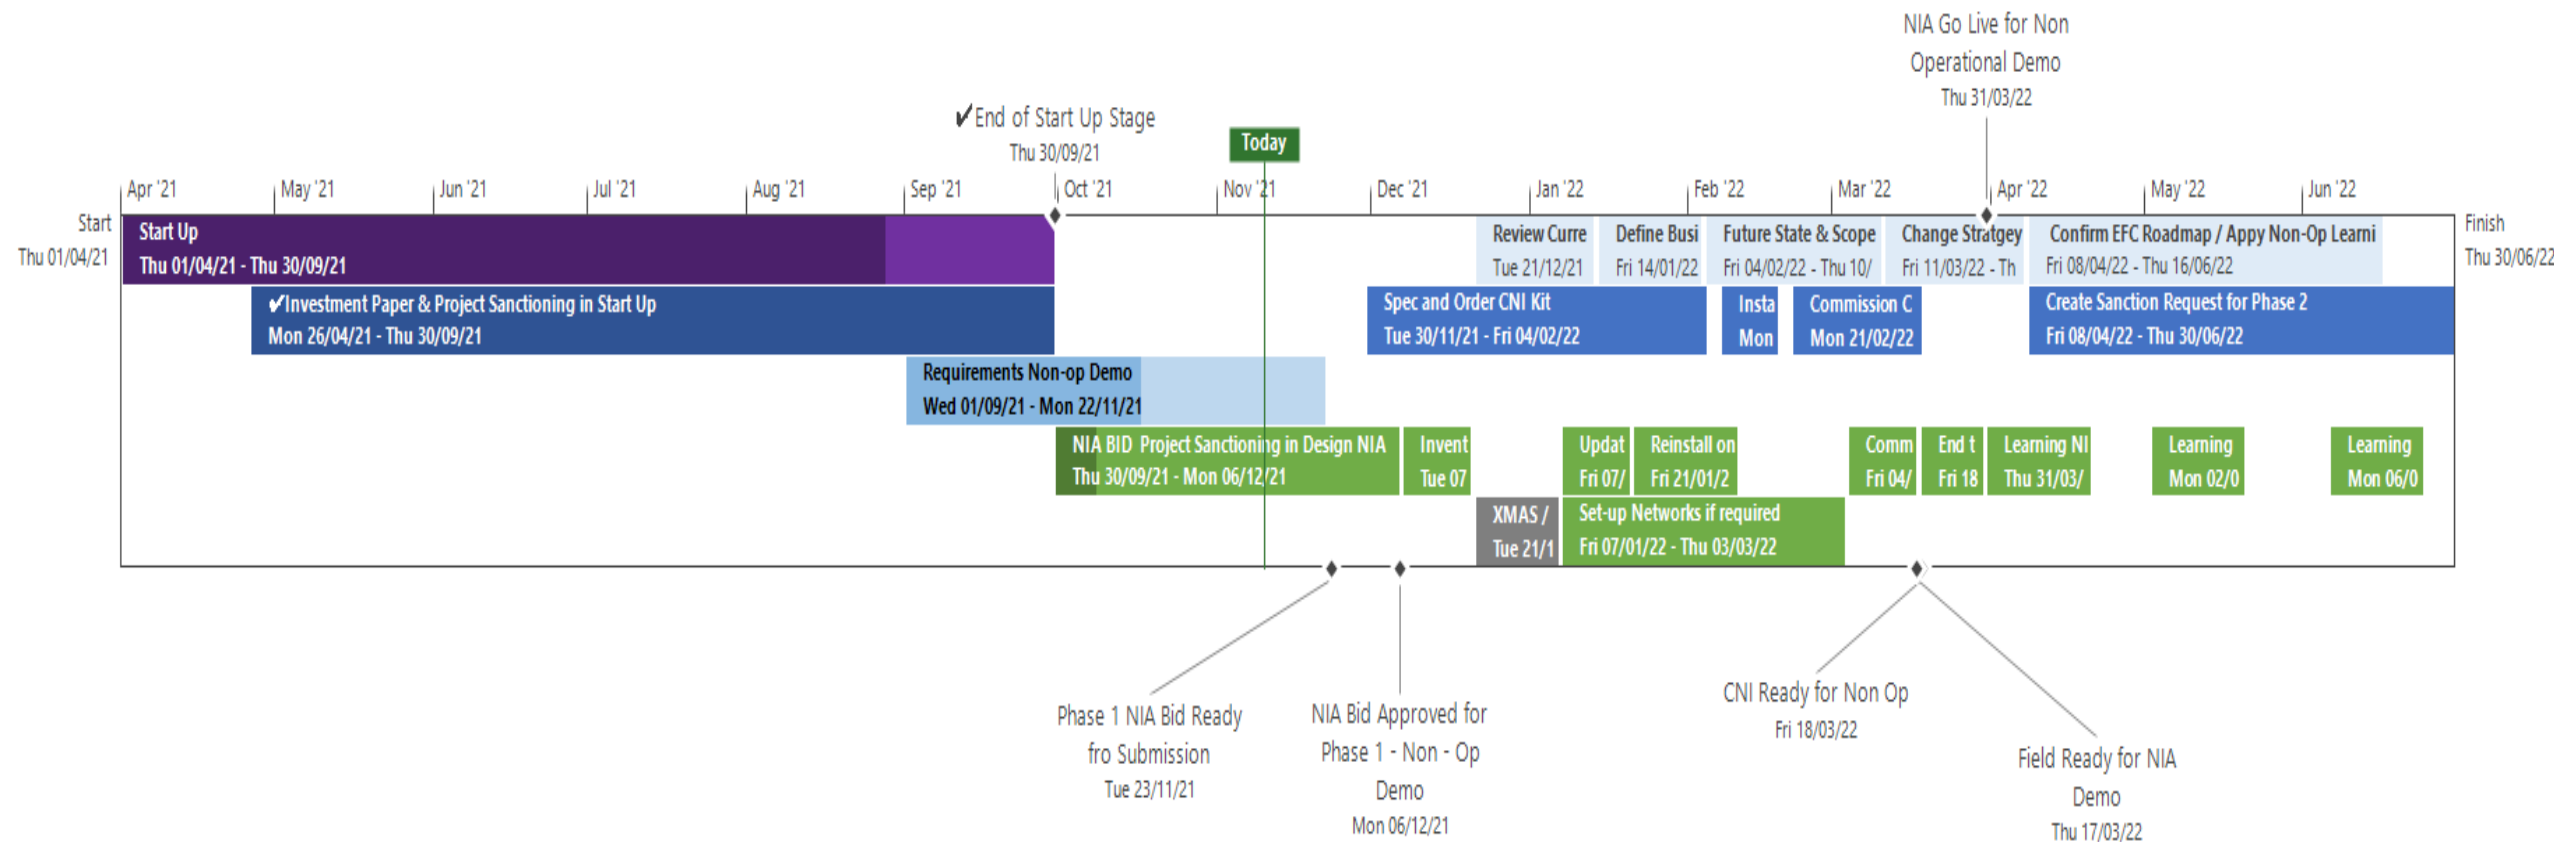 NIA Go Live for Non
Operational Demo
Thu 31/03/22
✔End of Start Up Stage
Thu 30/09/21
Today
Apr '21
May '21
Jun '21
Jul '21
Aug '21
Sep '21
Oct '21
Nov '21
Dec '21
Jan '22
Feb '22
Mar '22
Apr '22
May '22
Jun '22
Start
Thu 01/04/21
Finish
Thu 30/06/22
Start Up
Thu 01/04/21 - Thu 30/09/21
Review Curre
Tue 21/12/21
Define Busi
Fri 14/01/22
Future State & Scope
Fri 04/02/22 - Thu 10/
Change Stratgey
Fri 11/03/22 - Th
Confirm EFC Roadmap / Appy Non-Op Learni
Fri 08/04/22 - Thu 16/06/22
✔Investment Paper & Project Sanctioning in Start Up
Mon 26/04/21 - Thu 30/09/21
Spec and Order CNI Kit
Tue 30/11/21 - Fri 04/02/22
Insta
Mon
Commission C
Mon 21/02/22
Create Sanction Request for Phase 2
Fri 08/04/22 - Thu 30/06/22
Requirements Non-op Demo
Wed 01/09/21 - Mon 22/11/21
NIA BID Project Sanctioning in Design NIA
Thu 30/09/21 - Mon 06/12/21
Invent
Tue 07
Updat
Fri 07/
Reinstall on
Fri 21/01/2
Comm
Fri 04/
End t
Fri 18
Learning NI
Thu 31/03/
Learning
Mon 02/0
Learning
Mon 06/0
XMAS /
Tue 21/1
Set-up Networks if required
Fri 07/01/22 - Thu 03/03/22
Phase 1 NIA Bid Ready
fro Submission
Tue 23/11/21
NIA Bid Approved for
Phase 1 - Non - Op
Demo
Mon 06/12/21
CNI Ready for Non Op
Fri 18/03/22
Field Ready for NIA
Demo
Thu 17/03/22